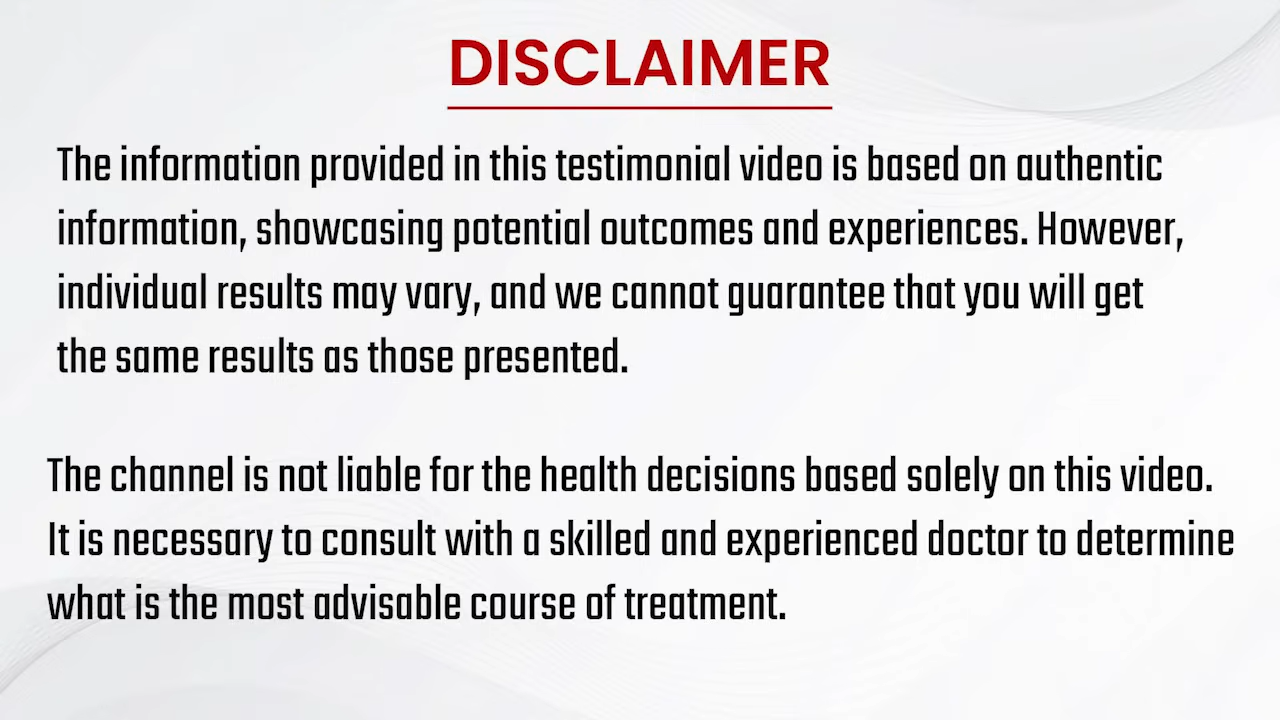 DISCLAIMER
The information provided in this testimonial video is based on authentic
information, showcasing potential outcomes and experiences. However,
individual results may vary, and we cannot guarantee that you will get
the same results as those presented.
The channel is not liable for the health decisions based solely on this video.
It is necessary to consult with a skilled and experienced doctor to determine
what is the most advisable course of treatment.